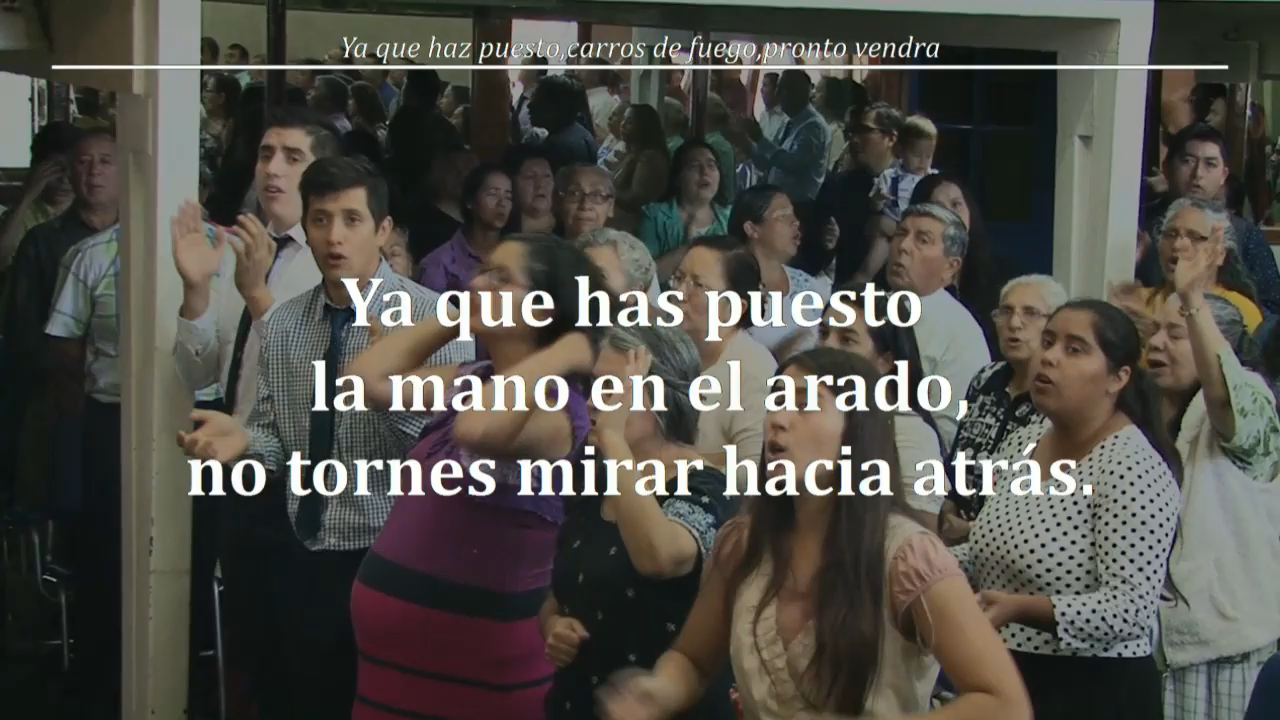 Ya que haz puesto,carros de fuego,pronto vendra
Ya que has puesto
la mano en el arado,
no tornes mirar hacia atrás.